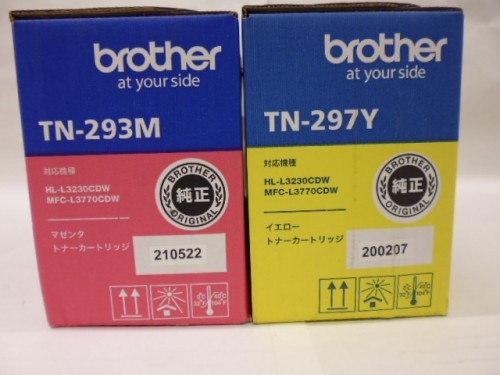 brother
at your side
TN-293M
対応機種
HL-L3230CDW
MFC-L3770CDW
BROTHER
純正
ORIGINAL
マゼンタ
トナーカートリッジ
210522
brother
at your side
TN-297Y
対応機種
HL-L3230CDW
MFC-L3770CDW
BROTHER
純正
ORIGINAL
イエロー
トナーカートリッジ
200207